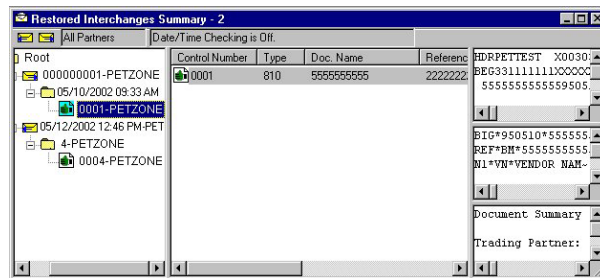 Restored Interchanges Summary - 2
All Partners
Date/Time Checking is Off.
Root
000000001-PETZONE
05/10/2002 09:33 AM
0001-PETZONE
05/12/2002 12:46 PM-PET
4-PETZONE
0004-PETZONE
Control Number Type Doc. Name Referenc
0001 810 5555555555 2222222
HDRPETTEST X0030
BEG331111111XXXXX
5555555555559505
BIG*950510*555555
REF*BM*5555555555
N1*VN*VENDOR NAM~
Document Summary
Trading Partner: